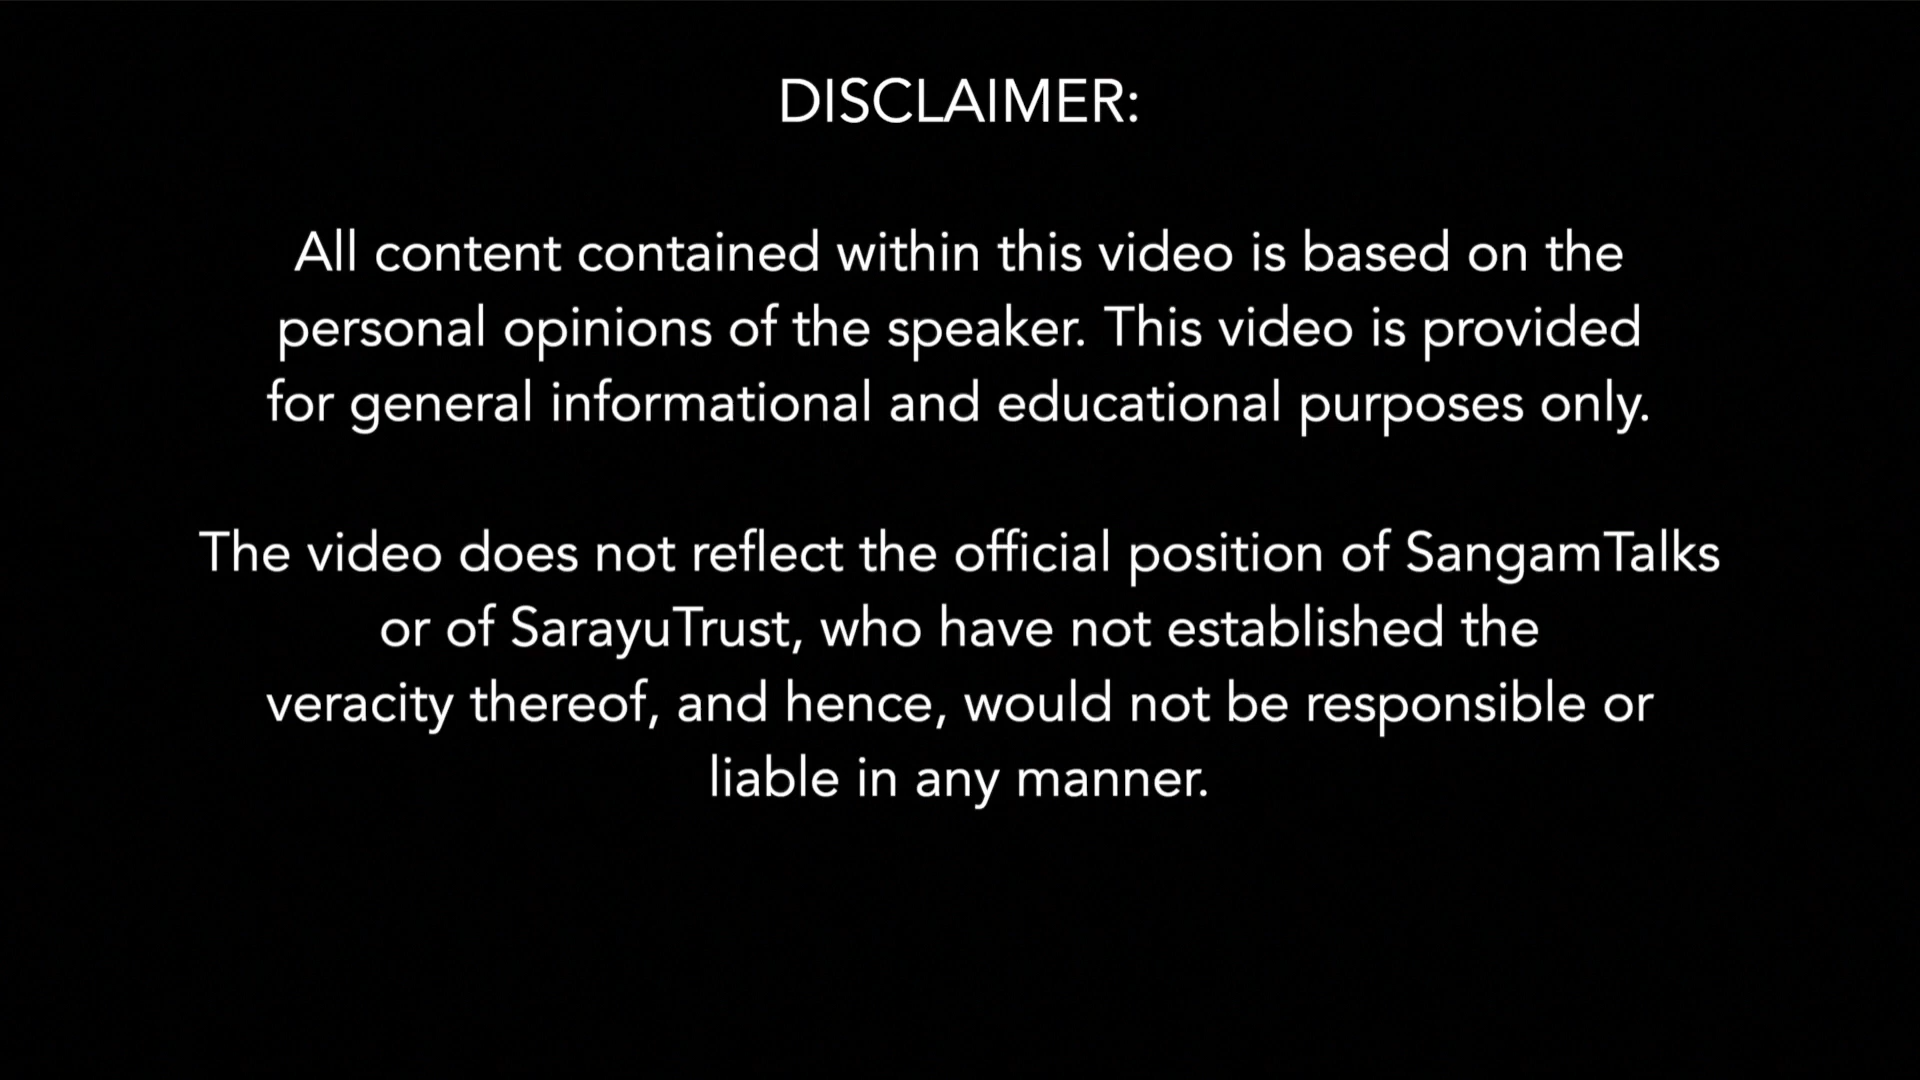 DISCLAIMER:
All content contained within this video is based on the
personal opinions of the speaker. This video is provided
for general informational and educational purposes only.
The video does not reflect the official position of SangamTalks
or of SarayuTrust, who have not established the
veracity thereof, and hence, would not be responsible or
liable in any manner.